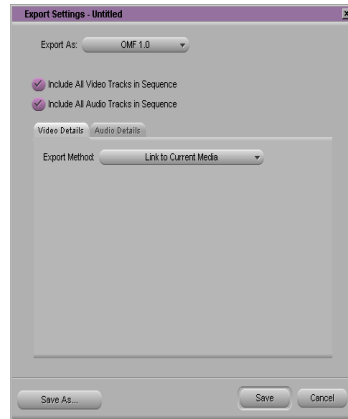 Export Settings - Untitled
Export As: OMF 1.0
Include All Video Tracks in Sequence
Include All Audio Tracks in Sequence
Video Details Audio Details
Export Method: Link to Current Media
Save As... Save Cancel